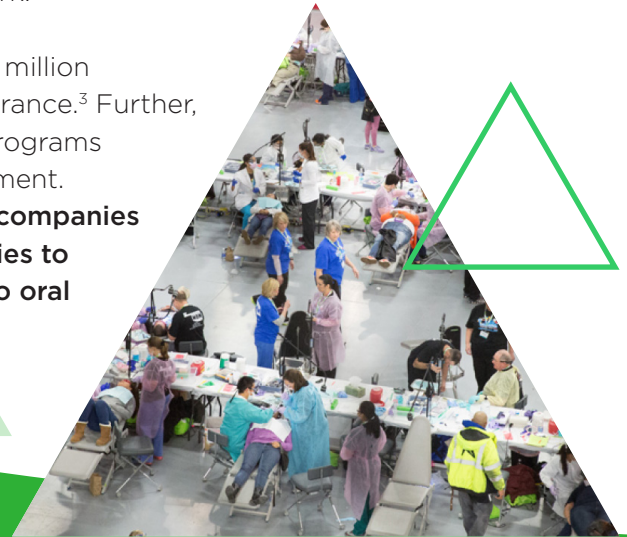 million
rance.³ Further,
rograms
ment.
companies
ies to
o oral